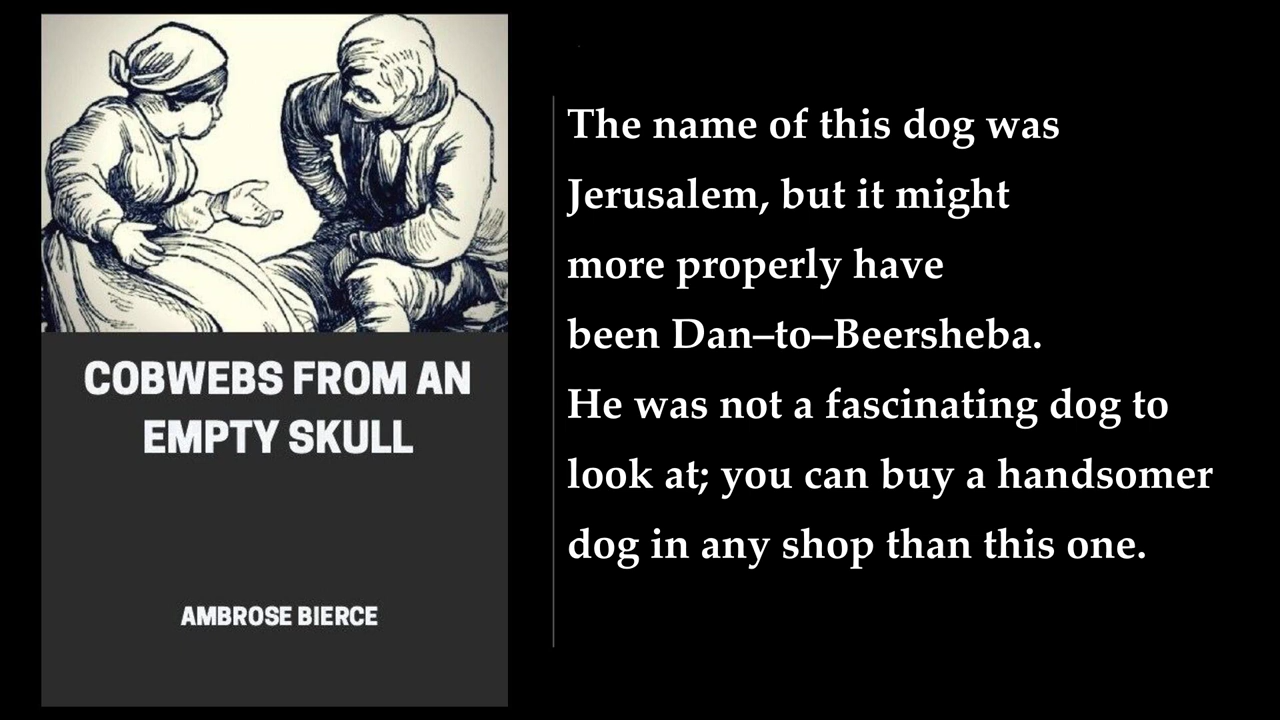 COBWEBS FROM AN
EMPTY SKULL
AMBROSE BIERCE
The name of this dog was
Jerusalem, but it might
more properly have
been Dan–to–Beersheba.
He was not a fascinating dog to
look at; you can buy a handsomer
dog in any shop than this one.